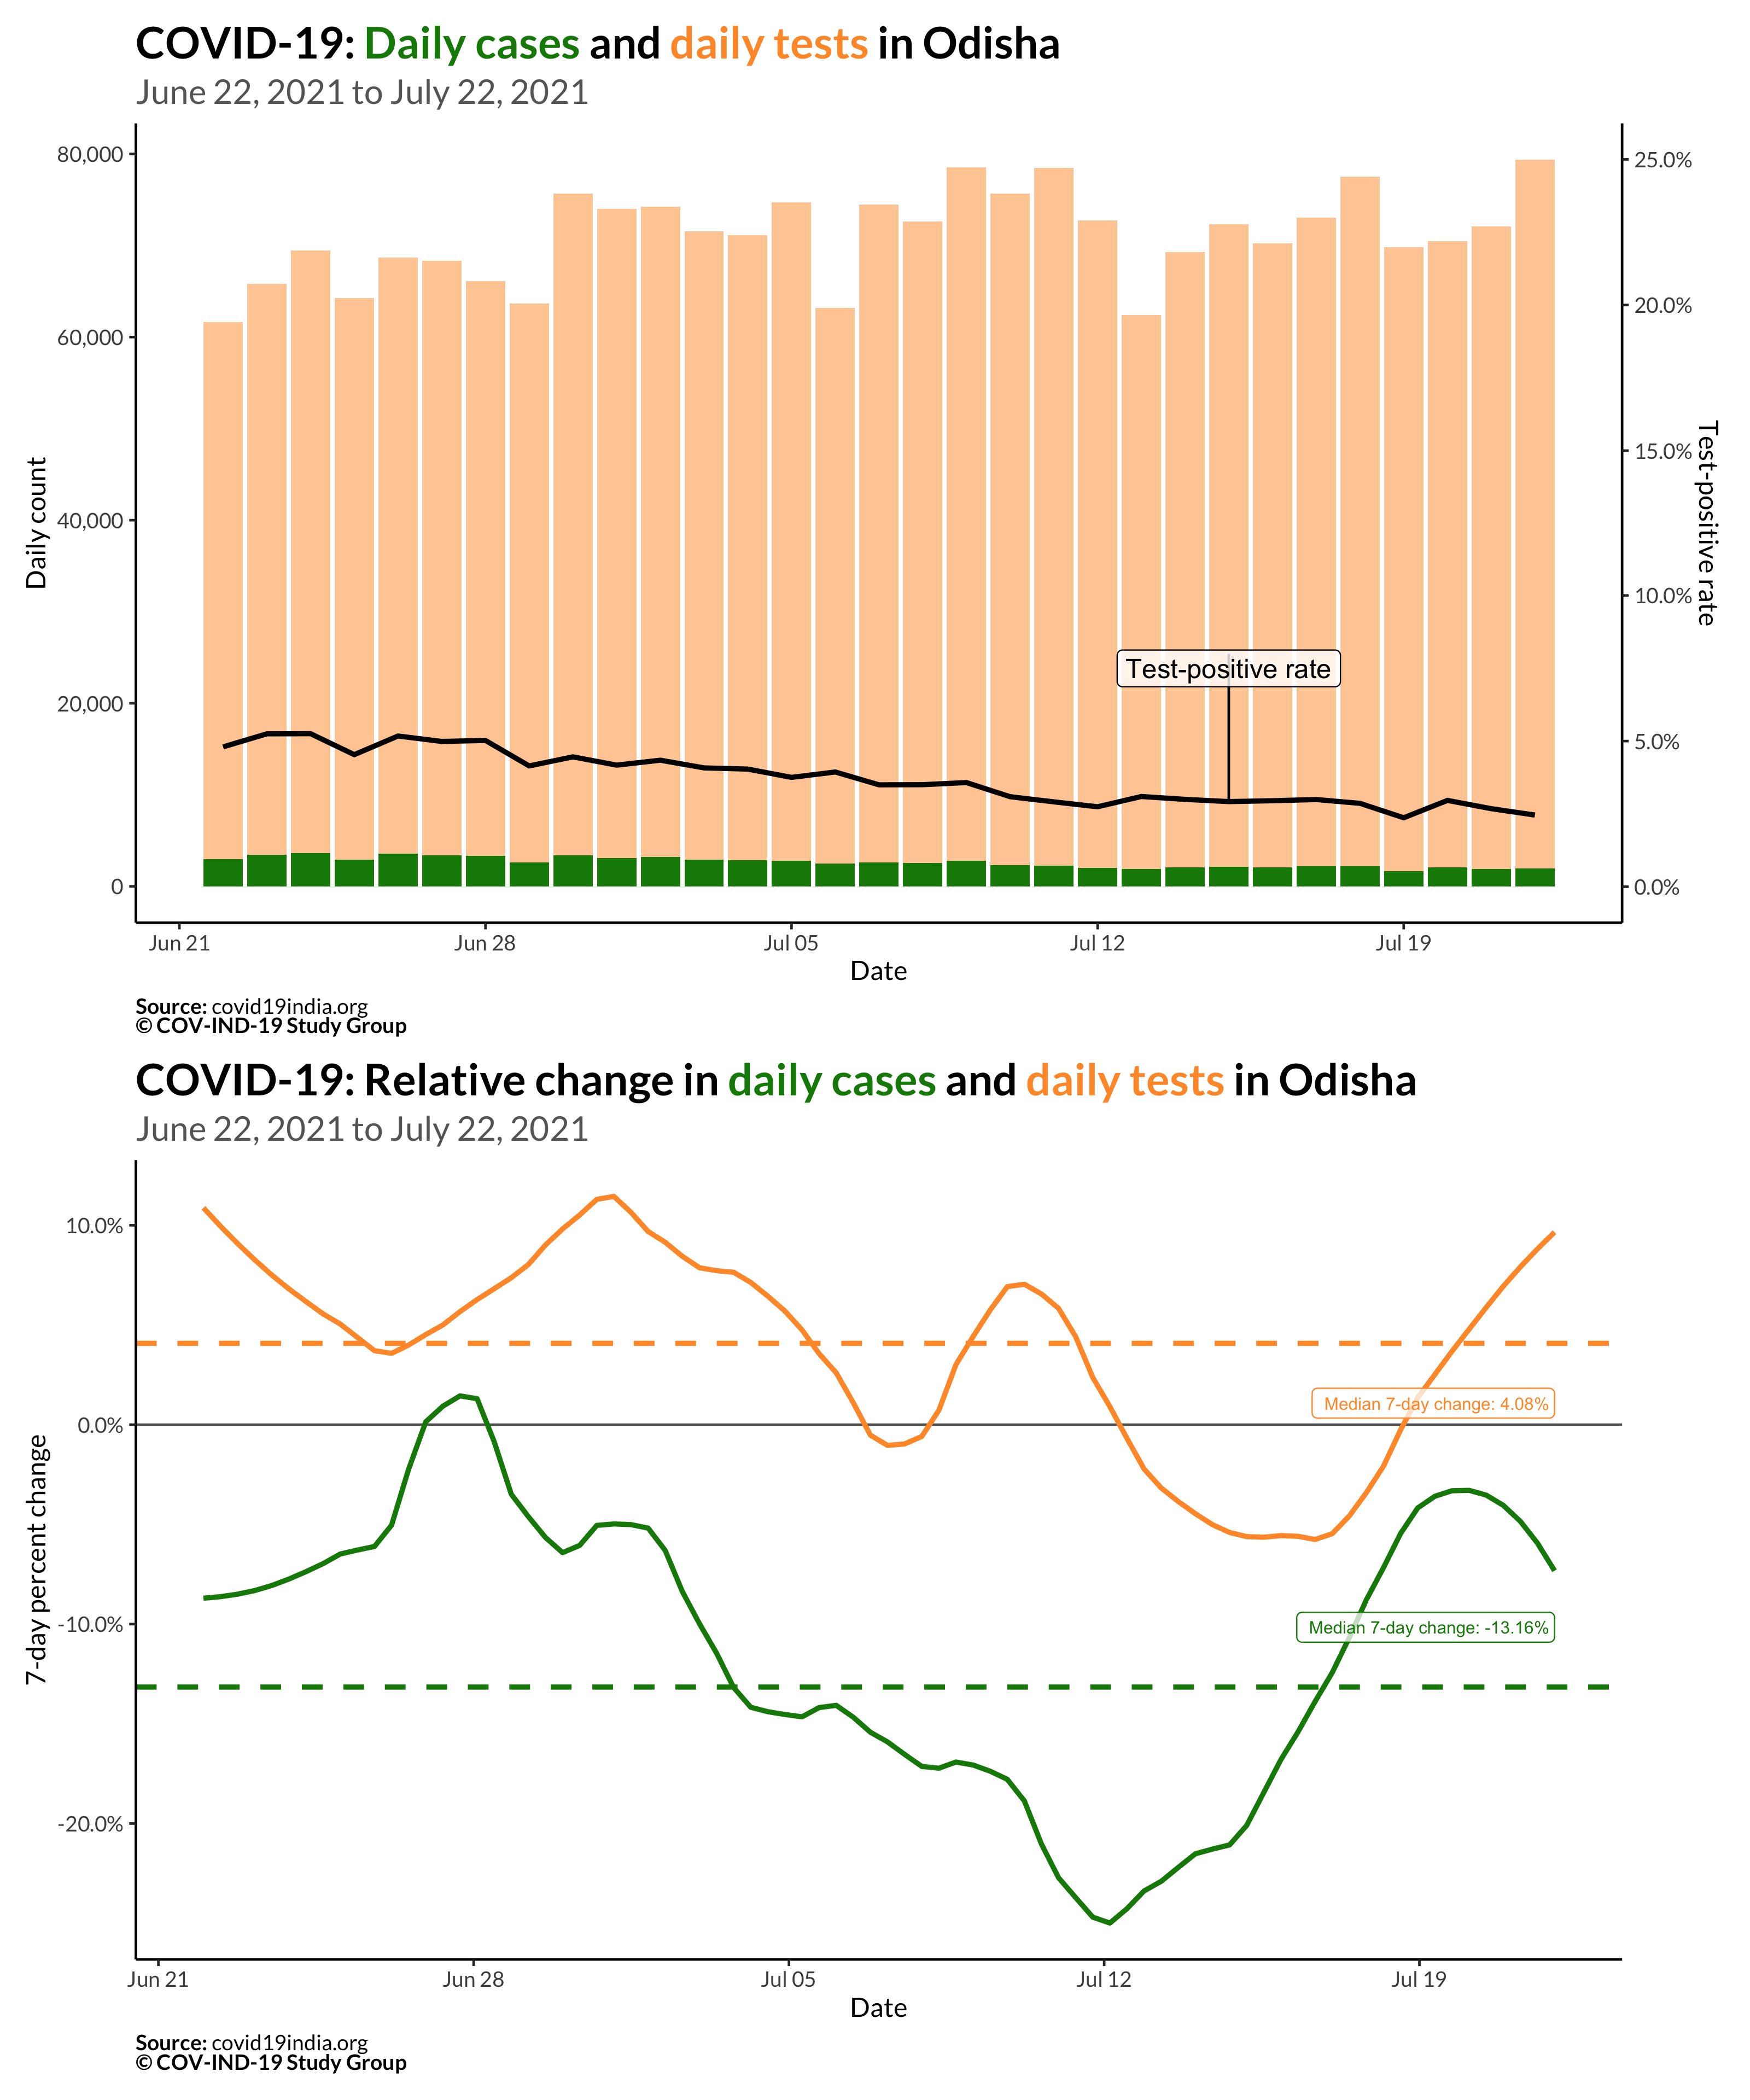 COVID-19: Daily cases and daily tests in Odisha
June 22, 2021 to July 22, 2021
80,000
60,000
40,000
20,000
0
Daily count
25.0%
20.0%
15.0%
10.0%
5.0%
0.0%
Test-positive rate
Test-positive rate
Jun 21
Jun 28
Jul 05
Jul 12
Jul 19
Date
Source: covid19india.org
© COV-IND-19 Study Group
COVID-19: Relative change in daily cases and daily tests in Odisha
June 22, 2021 to July 22, 2021
10.0%
0.0%
-10.0%
-20.0%
7-day percent change
Median 7-day change: 4.08%
Median 7-day change: -13.16%
Jun 21
Jun 28
Jul 05
Jul 12
Jul 19
Date
Source: covid19india.org
© COV-IND-19 Study Group